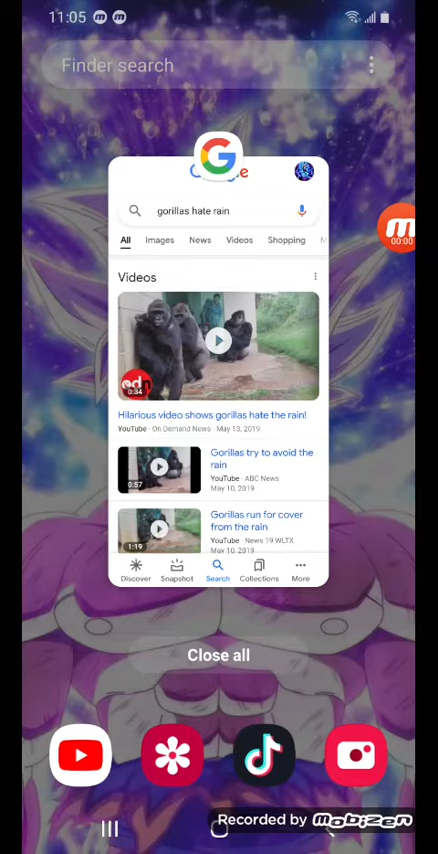 11:05
Finder search
Google
gorillas hate rain
All Images News Videos Shopping
Videos
0:34
Hilarious video shows gorillas hate the rain!
YouTube · On Demand News · May 13, 2019
0:57
Gorillas try to avoid the
rain
YouTube · ABC News
May 10, 2019
1:19
Gorillas run for cover
from the rain
YouTube · News 19 WLTX
May 10, 2019
Discover Snapshot Search Collections More
00:00
Close all
Recorded by mobizen